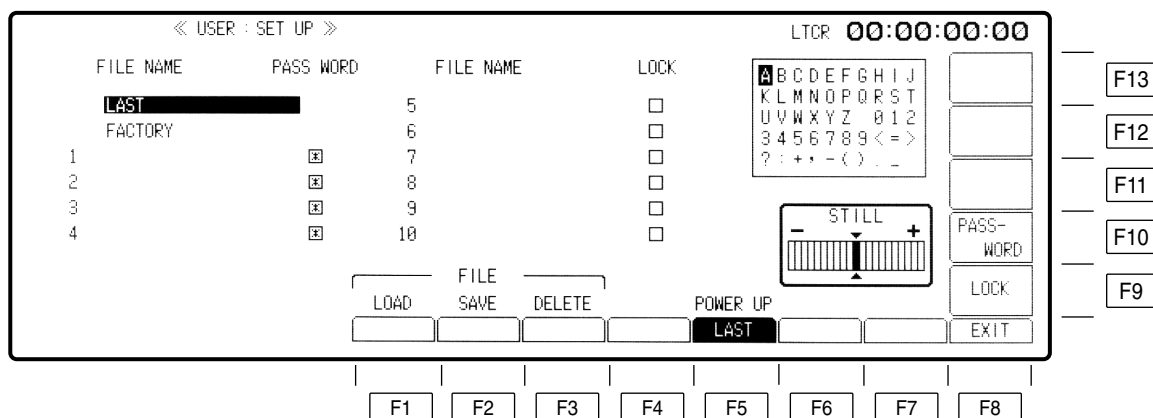 ≪ USER : SET UP ≫
LTCR 00:00:00:00
FILE NAME PASS WORD FILE NAME LOCK
LAST 5
FACTORY 6
1 * 7
2 * 8
3 * 9
4 * 10
A B C D E F G H I J
K L M N O P Q R S T
U V W X Y Z 0 1 2
3 4 5 6 7 8 9 < = >
? : + , - ( ) . _
STILL
- +
PASS-
WORD
LOCK
FILE
LOAD SAVE DELETE
POWER UP
LAST
EXIT
F13
F12
F11
F10
F9
F1 F2 F3 F4 F5 F6 F7 F8